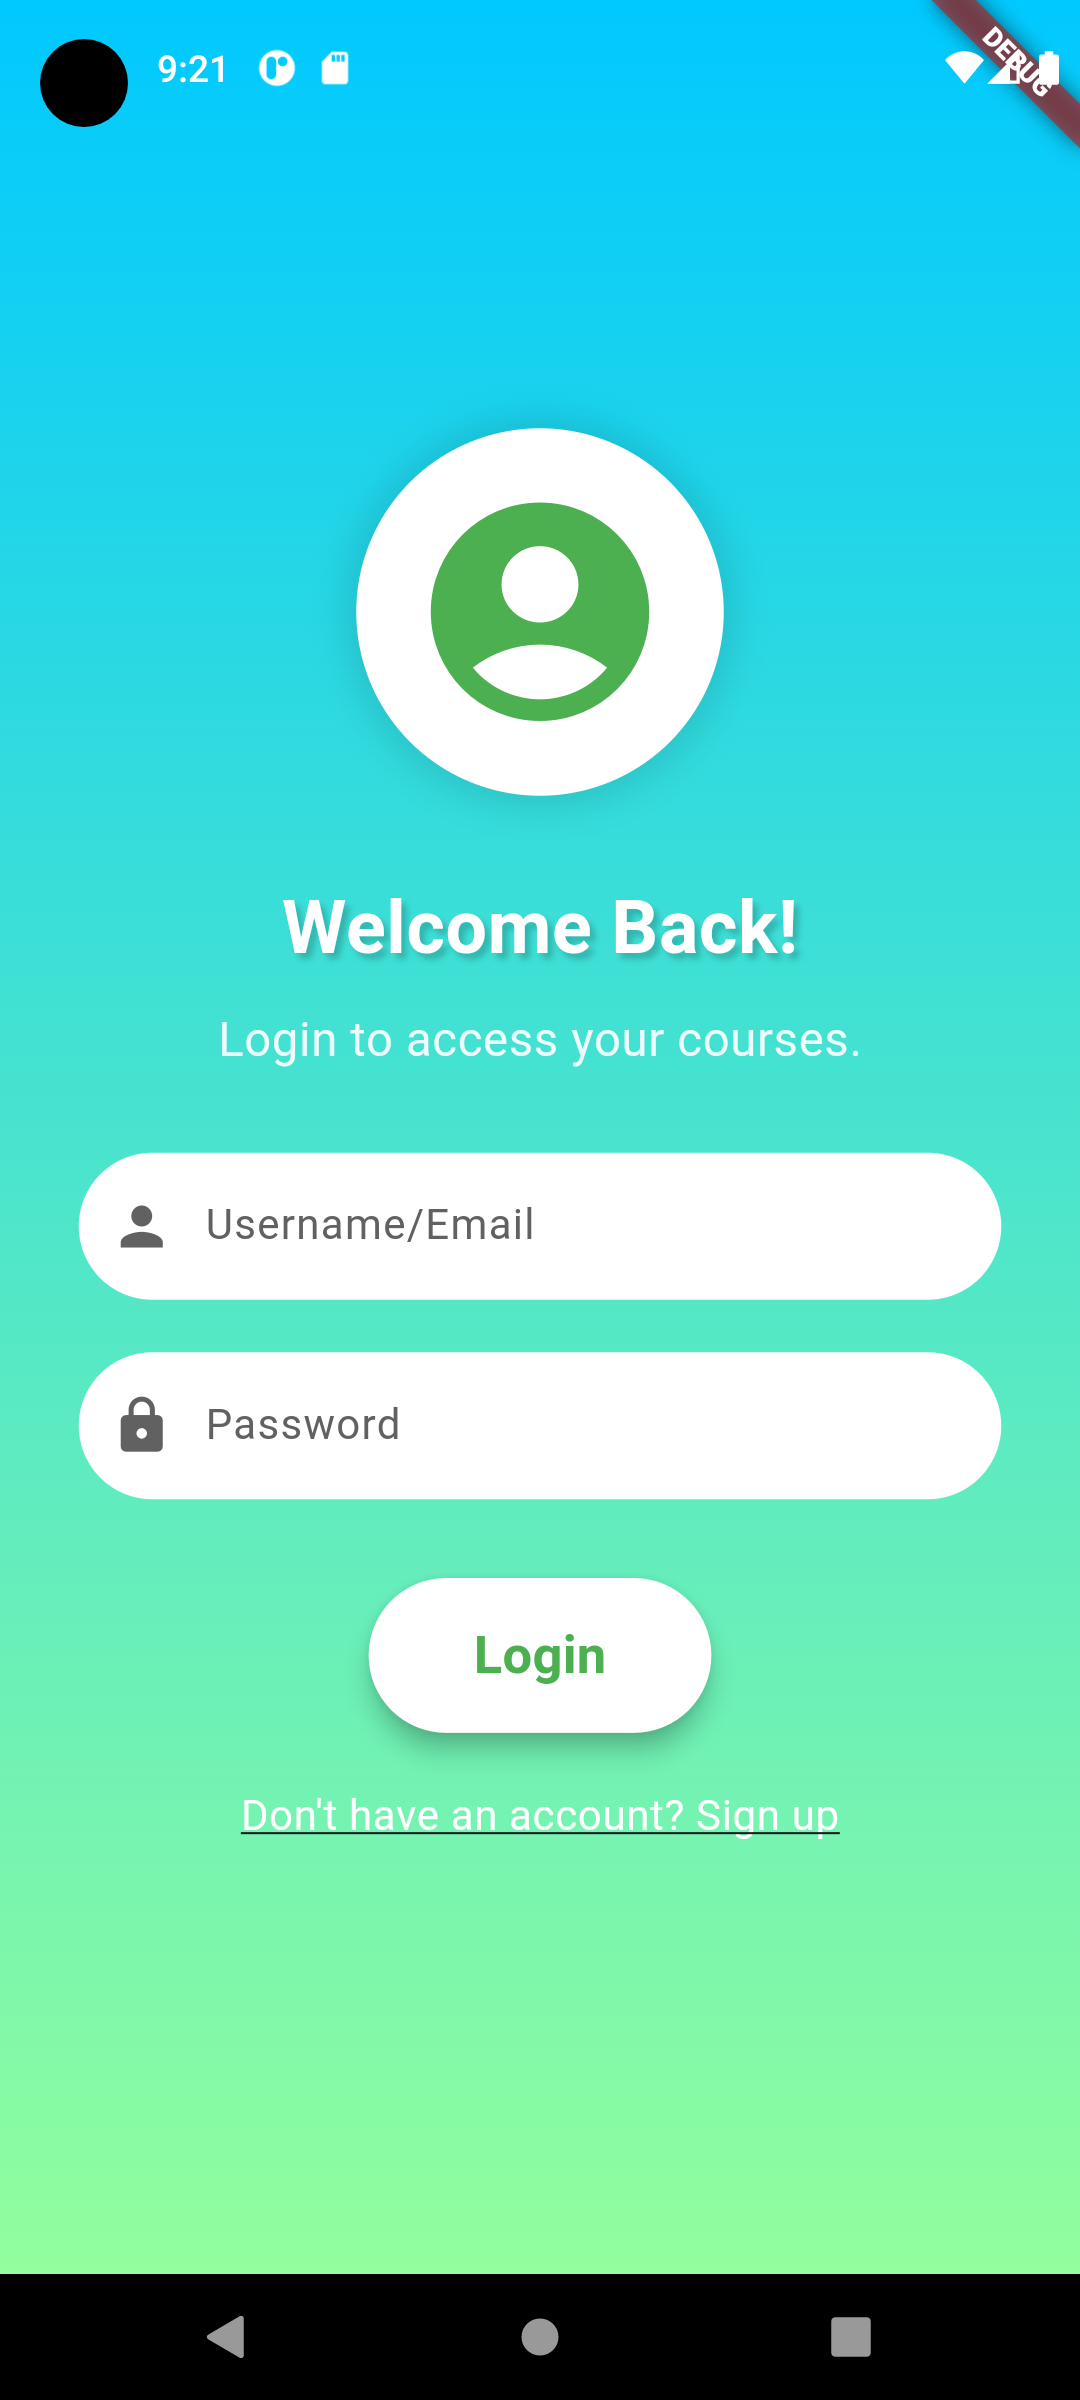 9:21
DEBUG
Welcome Back!
Login to access your courses.
Username/Email
Password
Login
Don't have an account? Sign up